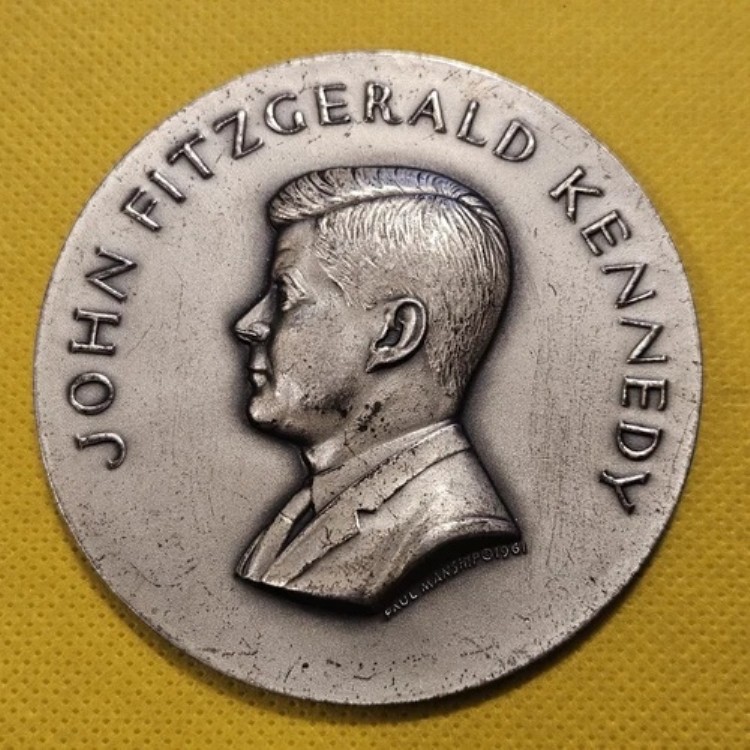 JOHN FITZGERALD KENNEDY
PAUL MANSHIP©1961